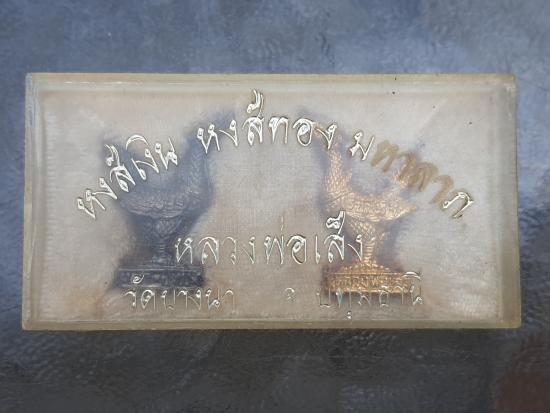 หงส์เงิน หงส์ทอง มหาลาภ
หลวงพ่อเส็ง
วัดบางนา จ.ปทุมธานี